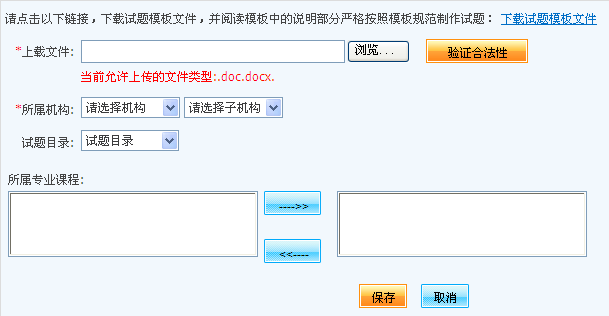 请点击以下链接，下载试题模板文件，并阅读模板中的说明部分严格按照模板规范制作试题： 下载试题模板文件
*上载文件: 浏览... 验证合法性
当前允许上传的文件类型:.doc.docx.
*所属机构: 请选择机构 请选择子机构
试题目录: 试题目录
所属专业课程:
---->>
<<----
保存 取消